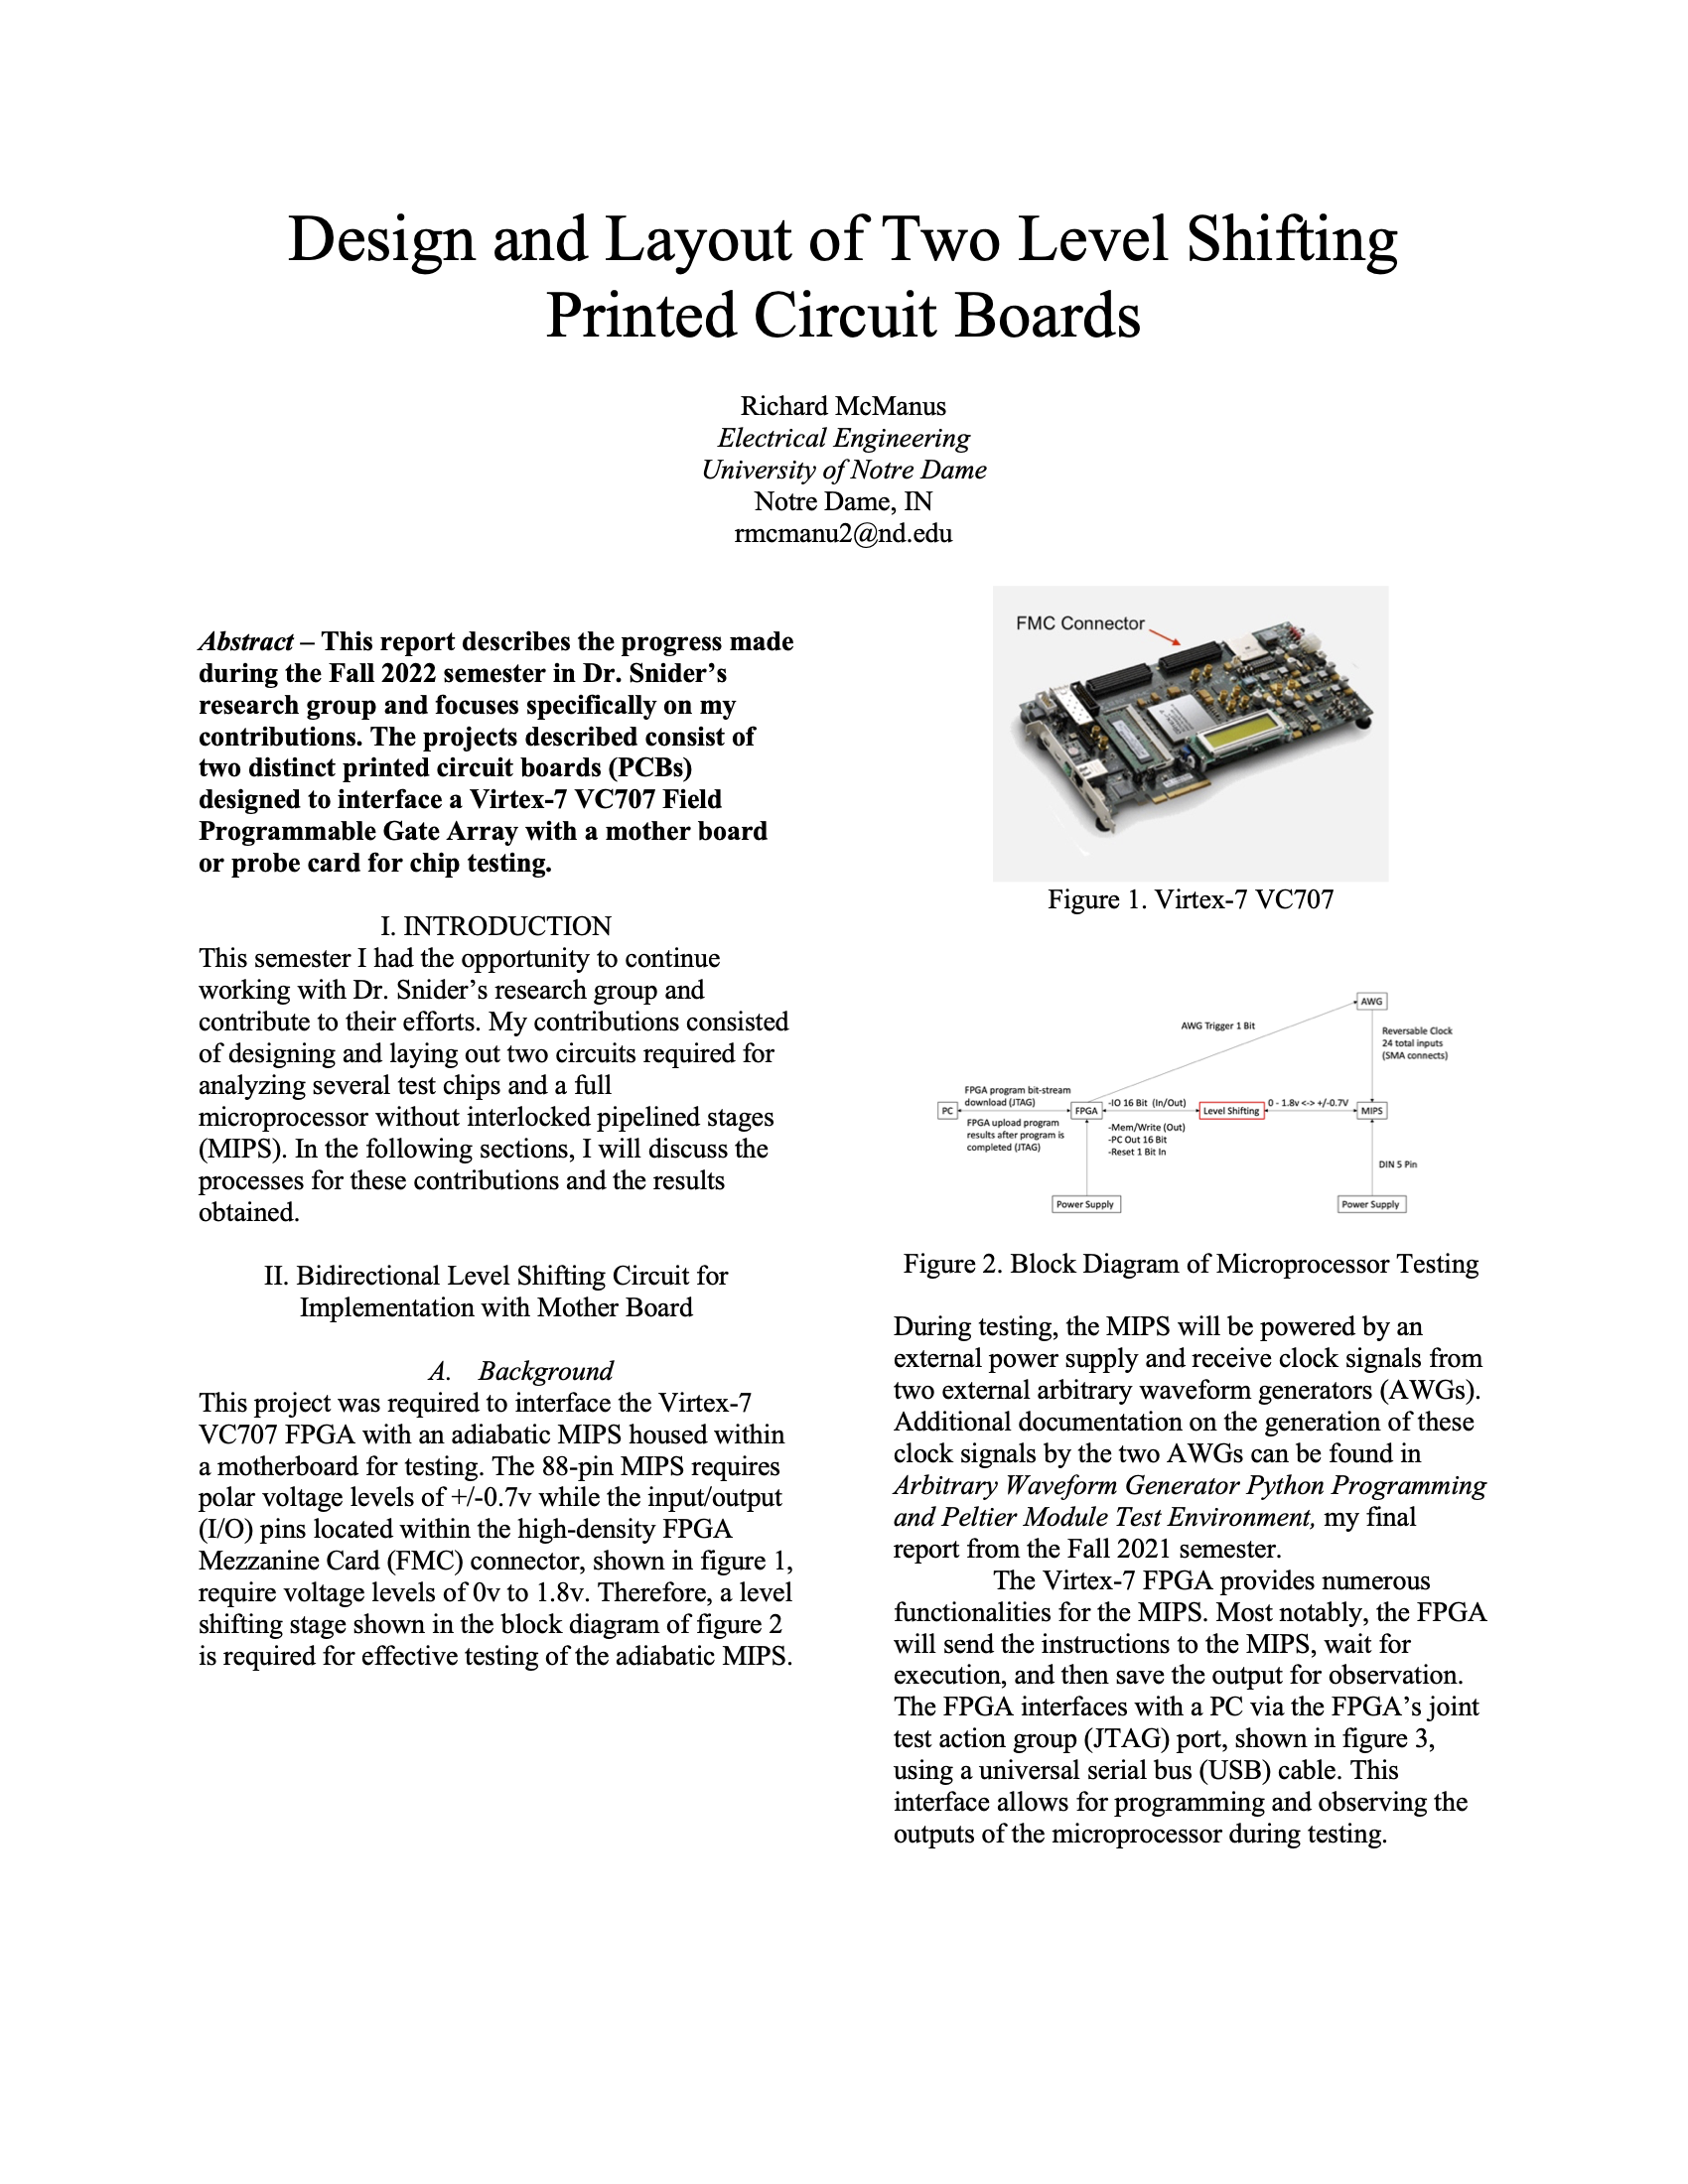 Design and Layout of Two Level Shifting
Printed Circuit Boards
Richard McManus
Electrical Engineering
University of Notre Dame
Notre Dame, IN
rmcmanu2@nd.edu
Abstract – This report describes the progress made
during the Fall 2022 semester in Dr. Snider’s
research group and focuses specifically on my
contributions. The projects described consist of
two distinct printed circuit boards (PCBs)
designed to interface a Virtex-7 VC707 Field
Programmable Gate Array with a mother board
or probe card for chip testing.
I. INTRODUCTION
This semester I had the opportunity to continue
working with Dr. Snider’s research group and
contribute to their efforts. My contributions consisted
of designing and laying out two circuits required for
analyzing several test chips and a full
microprocessor without interlocked pipelined stages
(MIPS). In the following sections, I will discuss the
processes for these contributions and the results
obtained.
II. Bidirectional Level Shifting Circuit for
Implementation with Mother Board
A. Background
This project was required to interface the Virtex-7
VC707 FPGA with an adiabatic MIPS housed within
a motherboard for testing. The 88-pin MIPS requires
polar voltage levels of +/-0.7v while the input/output
(I/O) pins located within the high-density FPGA
Mezzanine Card (FMC) connector, shown in figure 1,
require voltage levels of 0v to 1.8v. Therefore, a level
shifting stage shown in the block diagram of figure 2
is required for effective testing of the adiabatic MIPS.
FMC Connector
Figure 1. Virtex-7 VC707
AWG
AWG Trigger 1 Bit
Reversable Clock
24 total inputs
(SMA connects)
FPGA program bit-stream
download (JTAG)
PC
FPGA
-IO 16 Bit (In/Out)
Level Shifting
0 - 1.8v <-> +/-0.7V
MIPS
FPGA upload program
results after program is
completed (JTAG)
-Mem/Write (Out)
-PC Out 16 Bit
-Reset 1 Bit In
DIN 5 Pin
Power Supply
Power Supply
Figure 2. Block Diagram of Microprocessor Testing
During testing, the MIPS will be powered by an
external power supply and receive clock signals from
two external arbitrary waveform generators (AWGs).
Additional documentation on the generation of these
clock signals by the two AWGs can be found in
Arbitrary Waveform Generator Python Programming
and Peltier Module Test Environment, my final
report from the Fall 2021 semester.
The Virtex-7 FPGA provides numerous
functionalities for the MIPS. Most notably, the FPGA
will send the instructions to the MIPS, wait for
execution, and then save the output for observation.
The FPGA interfaces with a PC via the FPGA’s joint
test action group (JTAG) port, shown in figure 3,
using a universal serial bus (USB) cable. This
interface allows for programming and observing the
outputs of the microprocessor during testing.